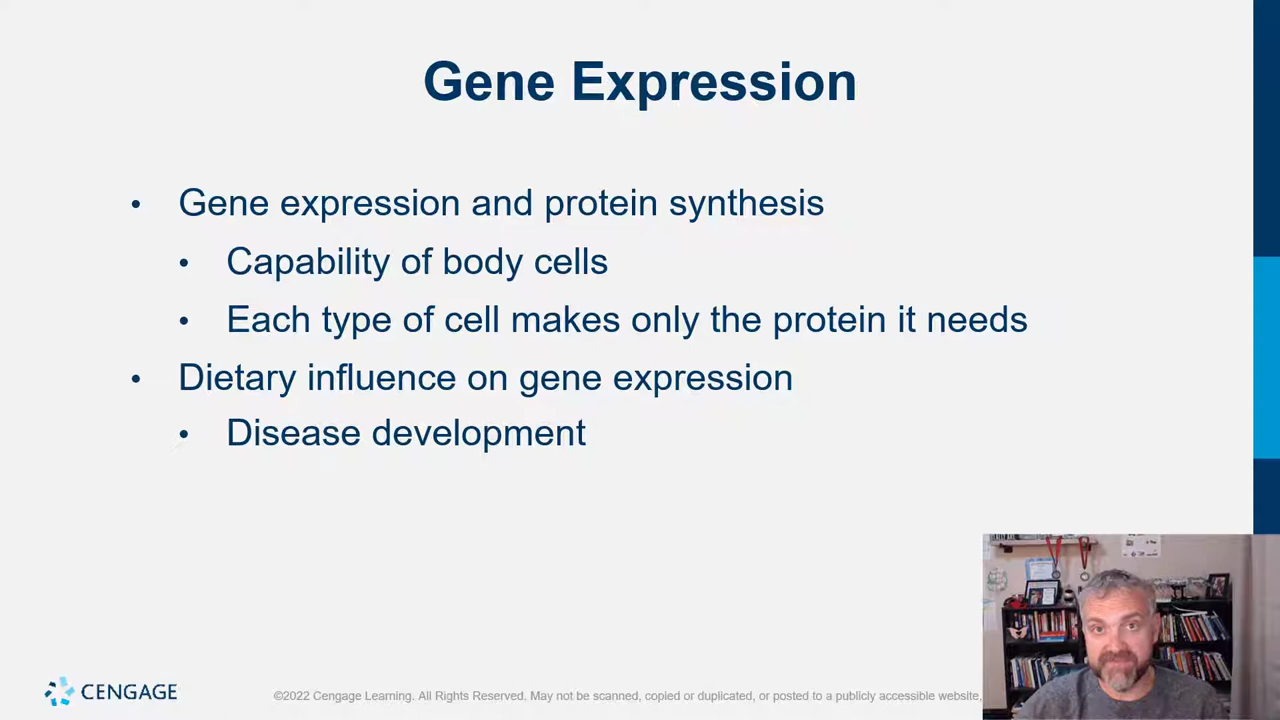 Gene Expression
• Gene expression and protein synthesis
• Capability of body cells
• Each type of cell makes only the protein it needs
• Dietary influence on gene expression
• Disease development
CENGAGE
©2022 Cengage Learning. All Rights Reserved. May not be scanned, copied or duplicated, or posted to a publicly accessible website,